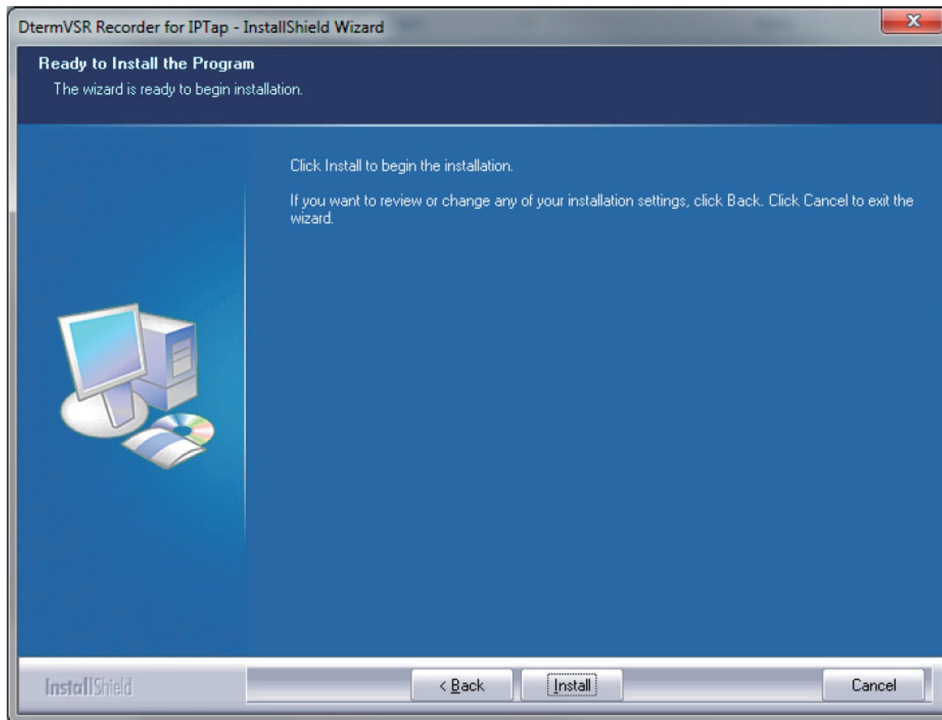 DtermVSR Recorder for IPTap - InstallShield Wizard
Ready to Install the Program
The wizard is ready to begin installation.
Click Install to begin the installation.
If you want to review or change any of your installation settings, click Back. Click Cancel to exit the
wizard.
InstallShield
< Back
Install
Cancel